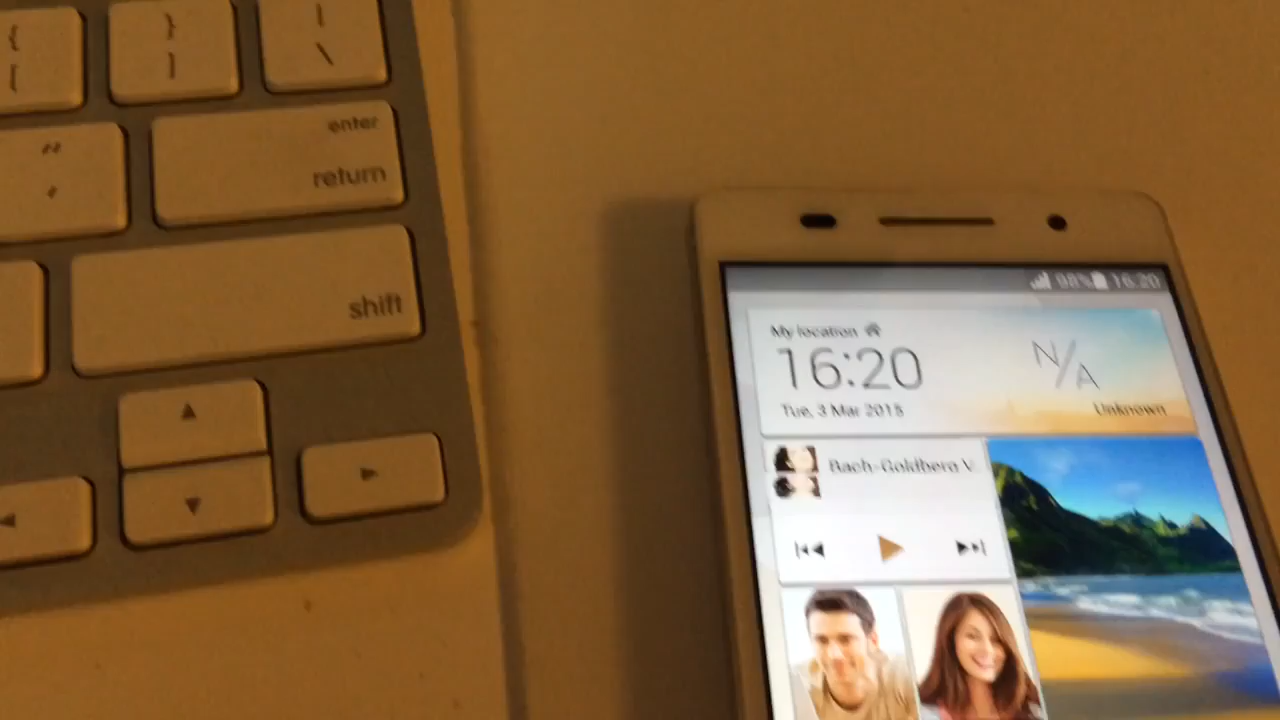 {
[
}
]
|
\
"
'
enter
return
shift
98% 16:20
My location
16:20
N/A
Tue, 3 Mar 2015
Unknown
Bach-Goldberg V